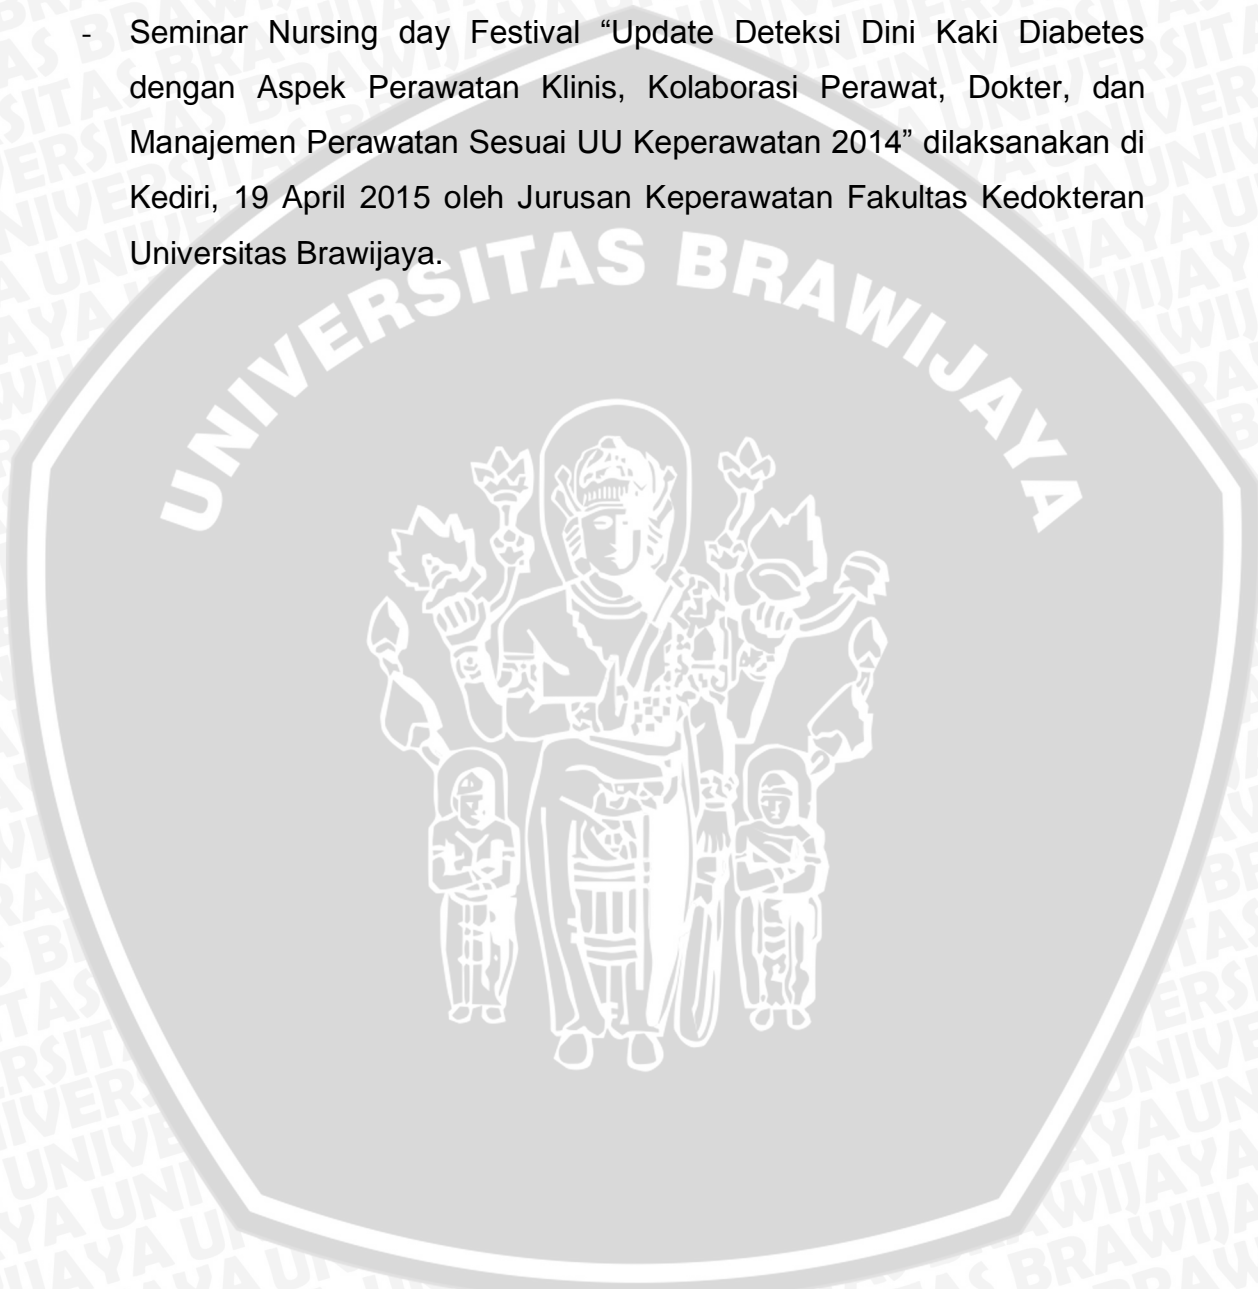 - Seminar Nursing day Festival “Update Deteksi Dini Kaki Diabetes
dengan Aspek Perawatan Klinis, Kolaborasi Perawat, Dokter, dan
Manajemen Perawatan Sesuai UU Keperawatan 2014” dilaksanakan di
Kediri, 19 April 2015 oleh Jurusan Keperawatan Fakultas Kedokteran
Universitas Brawijaya.
UNIVERSITAS BRAWIJAYA